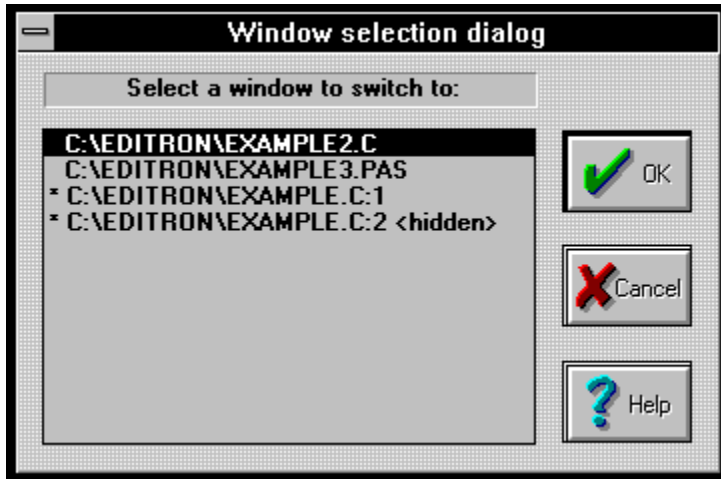 Window selection dialog
Select a window to switch to:
C:\EDITRON\EXAMPLE2.C
C:\EDITRON\EXAMPLE3.PAS
* C:\EDITRON\EXAMPLE.C:1
* C:\EDITRON\EXAMPLE.C:2 <hidden>
OK
Cancel
Help